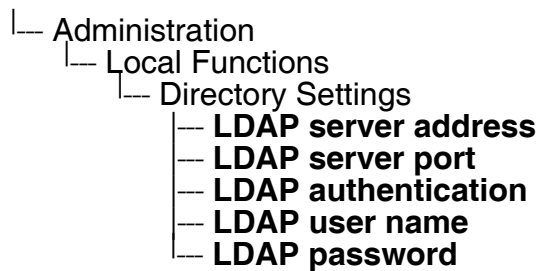 Administration
Local Functions
Directory Settings
LDAP server address
LDAP server port
LDAP authentication
LDAP user name
LDAP password